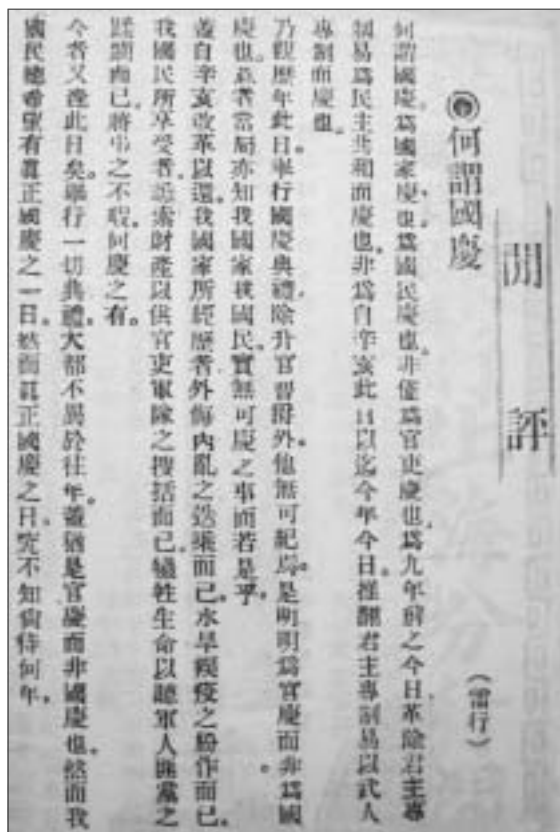 閒評
◉何謂國慶
（雷行）
何謂國慶。爲國家慶也。爲國民慶也。非僅爲官吏慶也。爲九年前之今日。革除君主專
制易爲民主共和而慶也。非爲自辛亥此日以迄今年今日。推翻君主專制易以武人
專制而慶也。
乃觀歷年此日。舉行國慶典禮。除升官晉爵外。他無可紀焉。是明明爲官慶而非爲國
慶也。意者當局亦知我國家我國民。實無可慶之事而若是乎。
蓋自辛亥改革以還。我國家所經歷者外侮內亂之迭乘而已。水旱疫之紛作而已。
我國民所享受者。財產以供官吏軍隊之搜括而已。犧牲生命以聽軍人匪黨之
蹂躪而已。將弔之不暇。何慶之有。
今者又逢此日矣。舉行一切典禮。大都不異於往年。蓋猶是官慶而非國慶也。然而我
國民總希望有眞正國慶之一日。然而眞正國慶之日。究不知尙待何年。